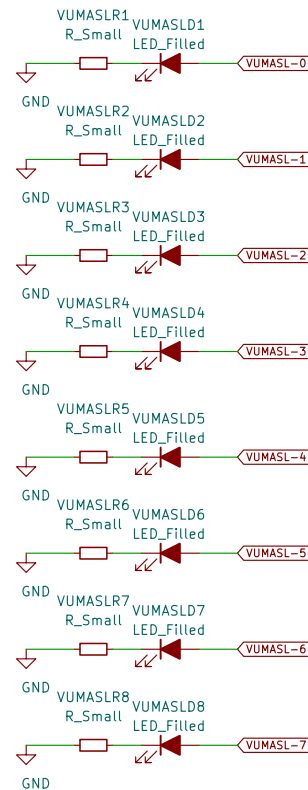 VUMASLR1
R_Small
VUMASLD1
LED_Filled
VUMASL-0
GND
VUMASLR2
R_Small
VUMASLD2
LED_Filled
VUMASL-1
GND
VUMASLR3
R_Small
VUMASLD3
LED_Filled
VUMASL-2
GND
VUMASLR4
R_Small
VUMASLD4
LED_Filled
VUMASL-3
GND
VUMASLR5
R_Small
VUMASLD5
LED_Filled
VUMASL-4
GND
VUMASLR6
R_Small
VUMASLD6
LED_Filled
VUMASL-5
GND
VUMASLR7
R_Small
VUMASLD7
LED_Filled
VUMASL-6
GND
VUMASLR8
R_Small
VUMASLD8
LED_Filled
VUMASL-7
GND